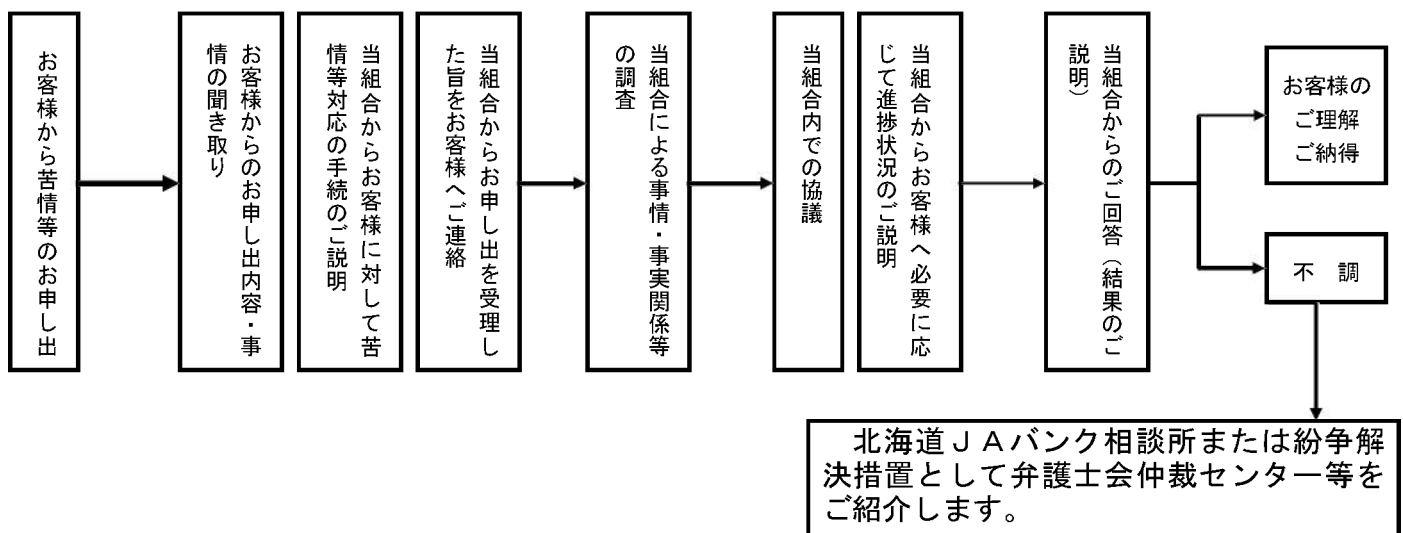 お客様から苦情等のお申し出
お客様からのお申し出内容・事
情の聞き取り
当組合からお客様に対して苦
情等対応の手続のご説明
当組合からお申し出を受理し
た旨をお客様へご連絡
当組合による事情・事実関係等
の調査
当組合内での協議
当組合からお客様へ必要に応
じて進捗状況のご説明
当組合からのご回答（結果のご
説明）
お客様の
ご理解
ご納得
不　調
北海道ＪＡバンク相談所または紛争解
決措置として弁護士会仲裁センター等を
ご紹介します。